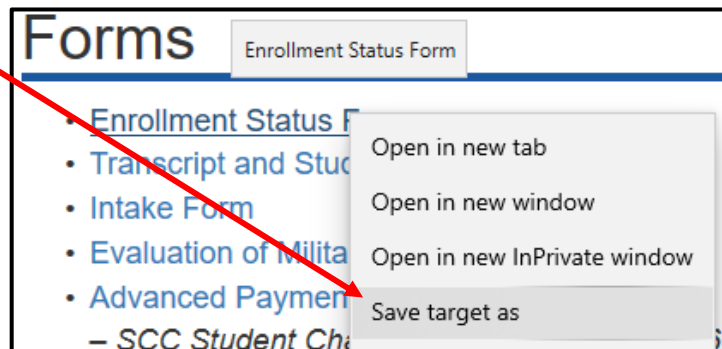 Forms
Enrollment Status Form
• Enrollment Status F
• Transcript and Stud
• Intake Form
• Evaluation of Milita
• Advanced Paymen
– SCC Student Cha
Open in new tab
Open in new window
Open in new InPrivate window
Save target as